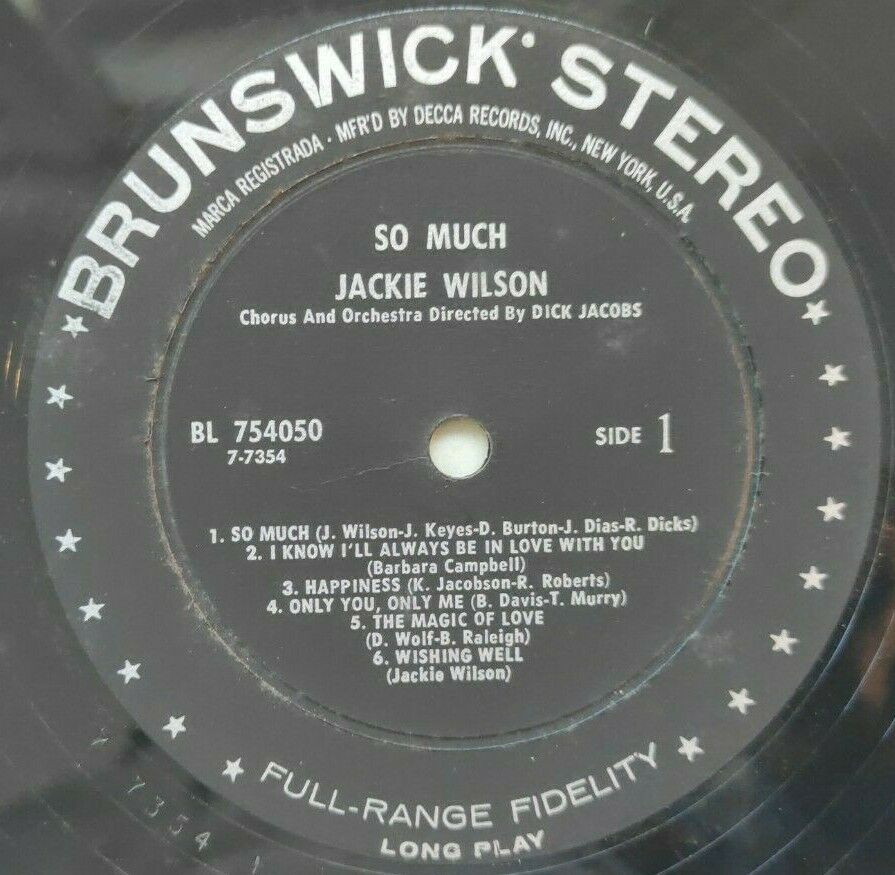 BRUNSWICK STEREO
MARCA REGISTRADA • MFR'D BY DECCA RECORDS, INC., NEW YORK, U.S.A.
SO MUCH
JACKIE WILSON
Chorus And Orchestra Directed By DICK JACOBS
BL 754050
7-7354
SIDE 1
1. SO MUCH (J. Wilson-J. Keyes-D. Burton-J. Dias-R. Dicks)
2. I KNOW I'LL ALWAYS BE IN LOVE WITH YOU
(Barbara Campbell)
3. HAPPINESS (K. Jacobson-R. Roberts)
4. ONLY YOU, ONLY ME (B. Davis-T. Murry)
5. THE MAGIC OF LOVE
(D. Wolf-B. Raleigh)
6. WISHING WELL
(Jackie Wilson)
FULL-RANGE FIDELITY
LONG PLAY
7354